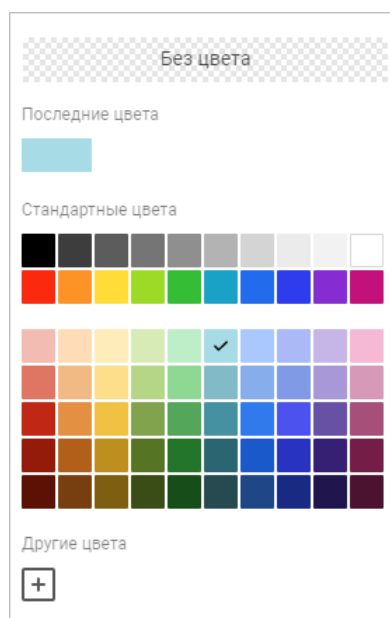 Без цвета
Последние цвета
Стандартные цвета
Другие цвета